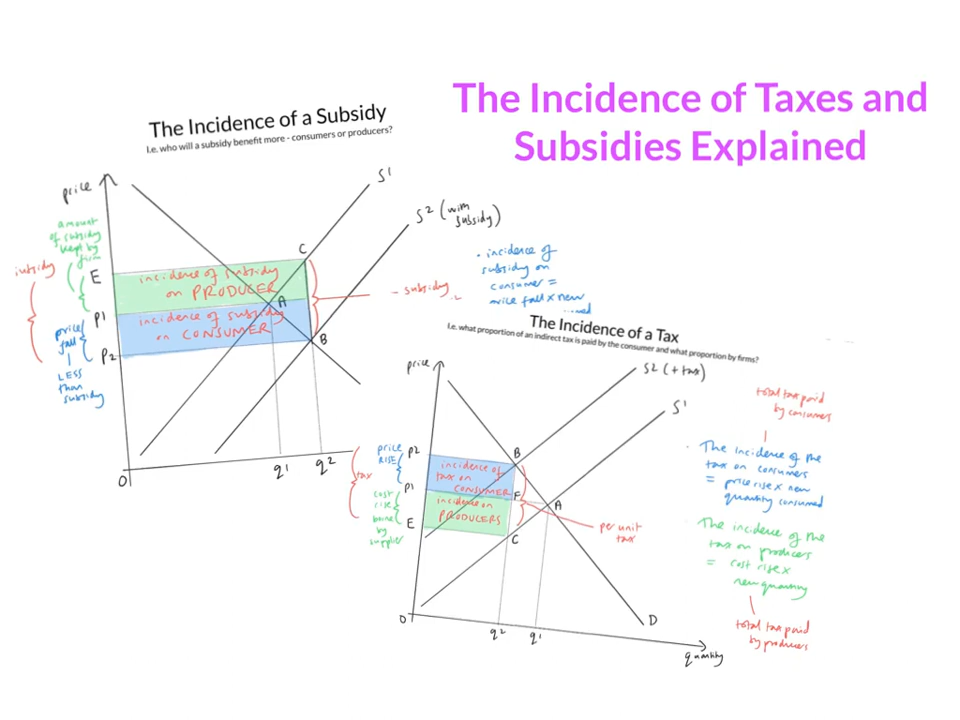 The Incidence of Taxes and
Subsidies Explained
The Incidence of a Subsidy
I.e. who will a subsidy benefit more - consumers or producers?
price
S1
S2 (with
subsidy)
amount
of subsidy
kept by
firm
subsidy
E
P1
P2
price
fall
LESS
than
subsidy
C
incidence of subsidy
on PRODUCER
A
incidence of subsidy
on CONSUMER
B
- subsidy
0
q1
q2
• incidence of
subsidy on
consumer =
price fall x new
The Incidence of a Tax
I.e. what proportion of an indirect tax is paid by the consumer and what proportion by firms?
price
S2 (+ tax)
S1
price
RISE
tax
cost
rise
borne
by
supplier
P2
P1
E
B
incidence of
tax on
CONSUMER
F
incidence on
PRODUCERS
A
C
per unit
tax
0
q2
q1
D
quantity
total tax paid
by consumers
The incidence of the
tax on consumers
= price rise x new
quantity consumed
The incidence of the
tax on producers
= cost rise x
new quantity
total tax paid
by producers